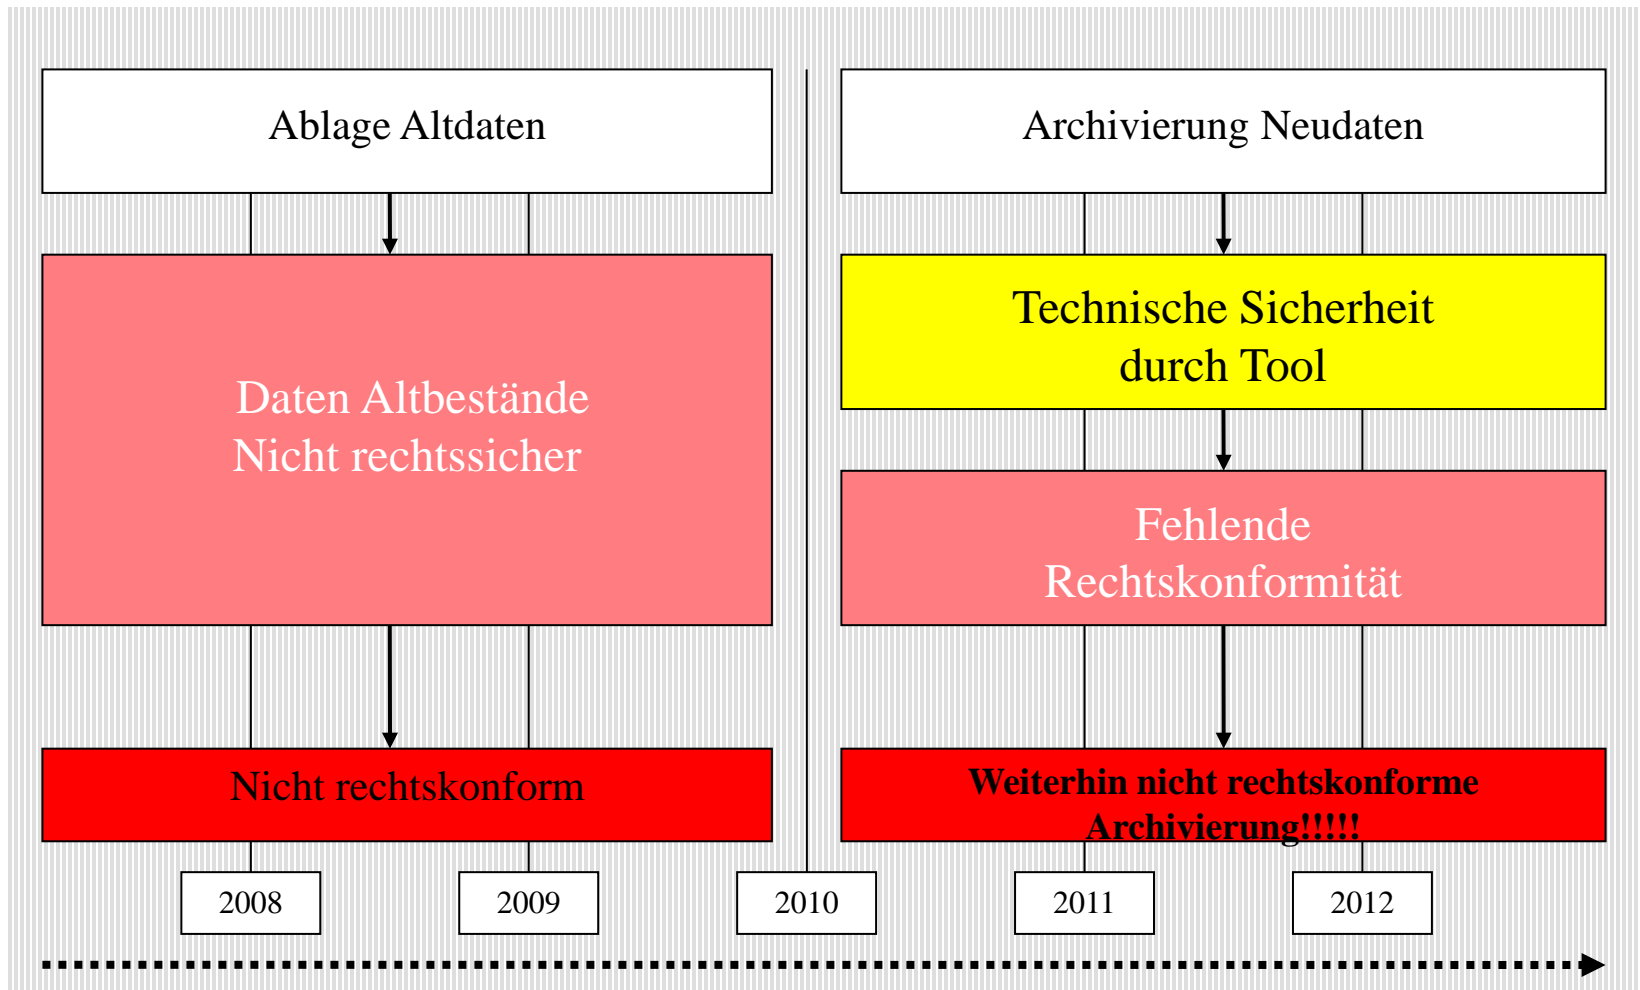 Ablage Altdaten
Daten Altbestände
Nicht rechtssicher
Nicht rechtskonform
Archivierung Neudaten
Technische Sicherheit
durch Tool
Fehlende
Rechtskonformität
Weiterhin nicht rechtskonforme
Archivierung!!!!!
2008
2009
2010
2011
2012